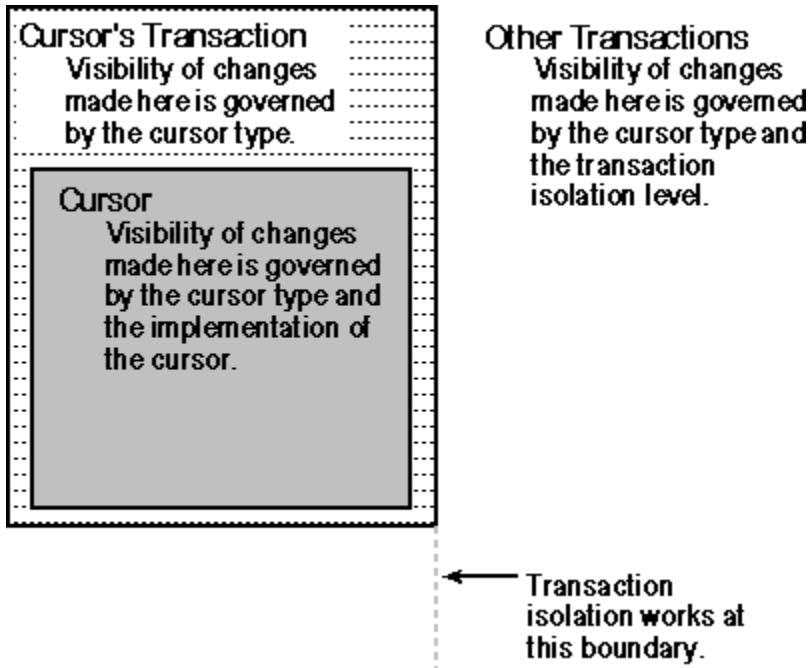 Cursor's Transaction
Visibility of changes
made here is governed
by the cursor type.
Cursor
Visibility of changes
made here is governed
by the cursor type and
the implementation of
the cursor.
Other Transactions
Visibility of changes
made here is governed
by the cursor type and
the transaction
isolation level.
Transaction
isolation works at
this boundary.